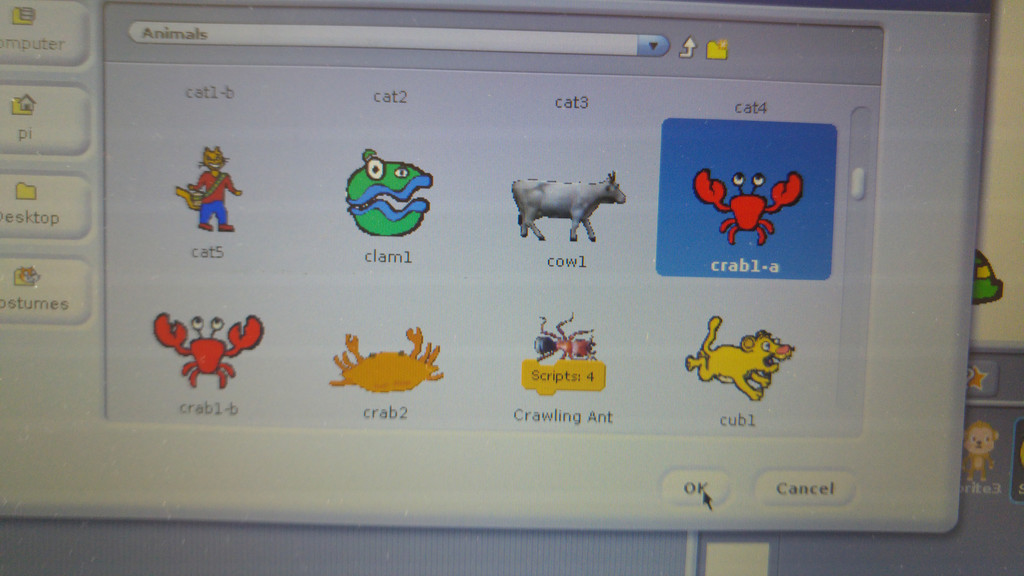 Animals
omputer
pi
Desktop
ostumes
cat1-b
cat2
cat3
cat4
cat5
clam1
cow1
crab1-a
crab1-b
crab2
Scripts: 4
Crawling Ant
cub1
OK
Cancel
rite3